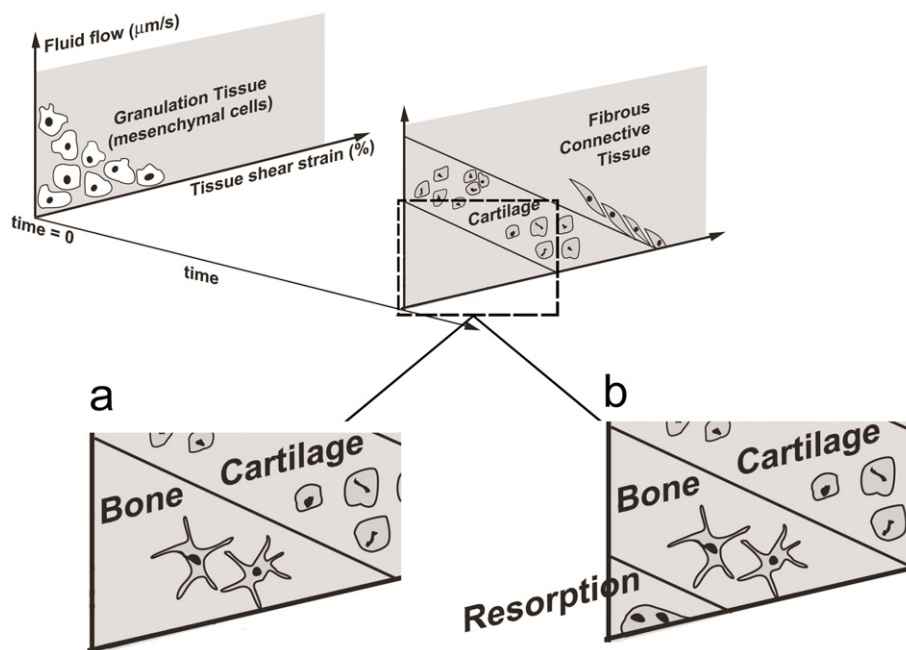 Fluid flow (μm/s)
Granulation Tissue
(mesenchymal cells)
Tissue shear strain (%)
time = 0
time
Fibrous
Connective
Tissue
Cartilage
a
b
Cartilage
Bone
Cartilage
Bone
Resorption